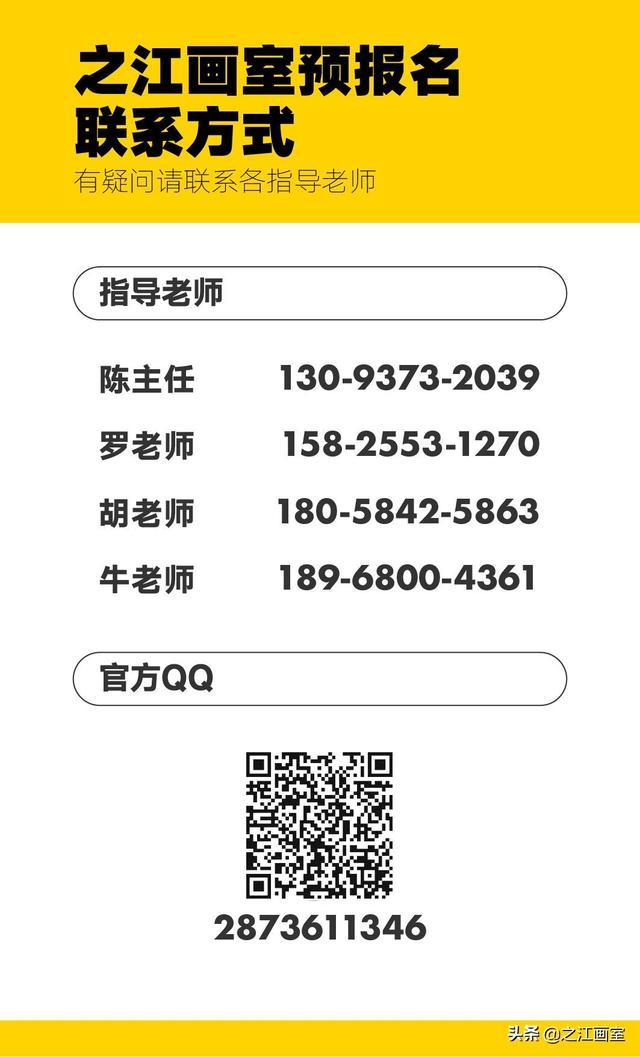 之江画室预报名
联系方式
有疑问请联系各指导老师
指导老师
陈主任 130-9373-2039
罗老师 158-2553-1270
胡老师 180-5842-5863
牛老师 189-6800-4361
官方QQ
2873611346
头条 @之江画室